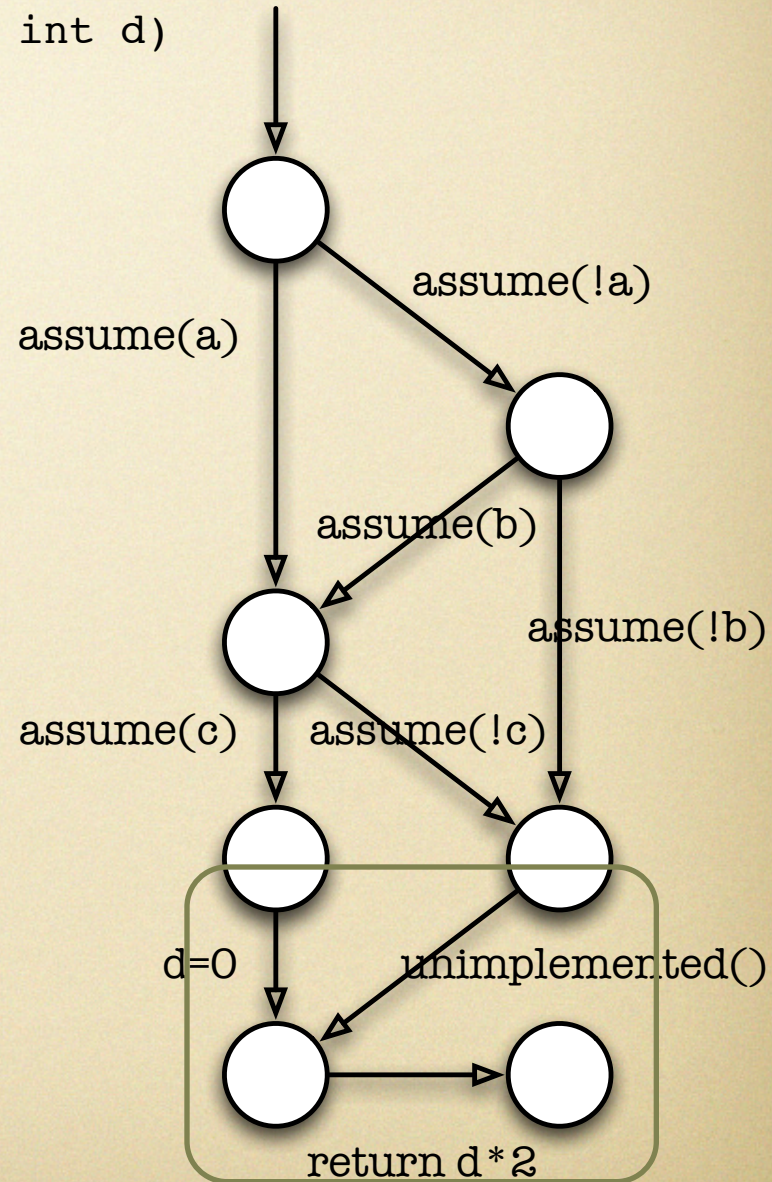 int d)
assume(!a)
assume(a)
assume(b)
assume(!b)
assume(c)
assume(!c)
d=0
unimplemented()
return d*2